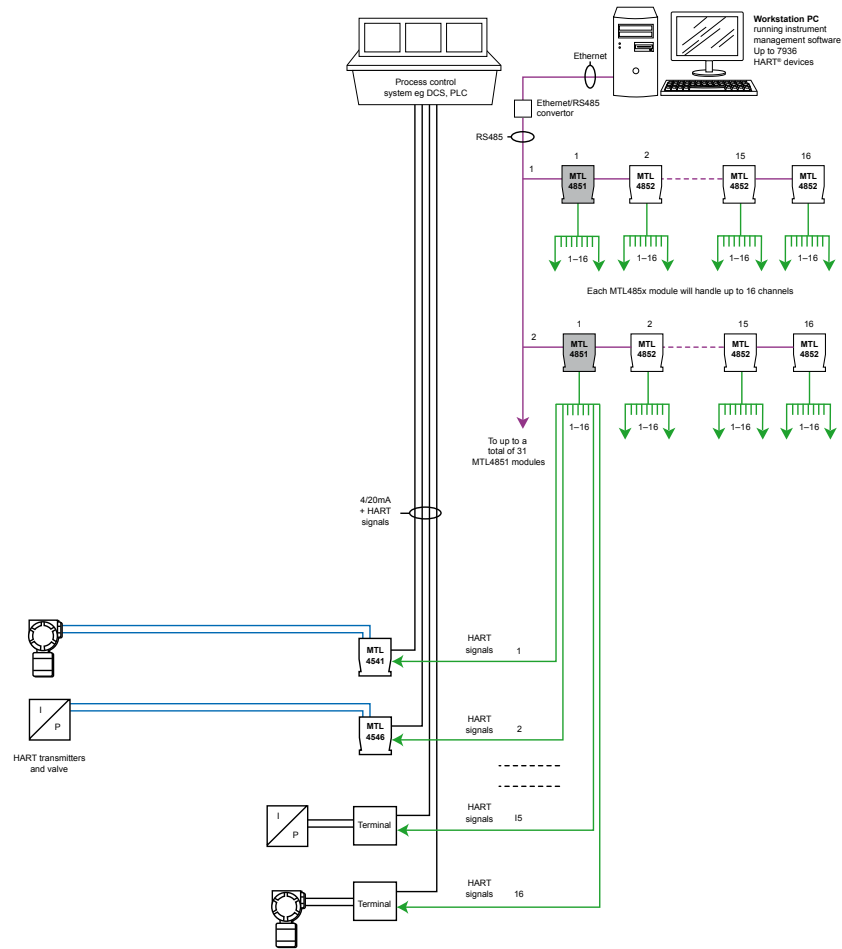 Workstation PC
running instrument
management software
Up to 7936
HART® devices
Process control
system eg DCS, PLC
Ethernet
Ethernet/RS485
convertor
RS485
1
1
2
15
16
MTL
4851
MTL
4852
MTL
4852
MTL
4852
1–16
1–16
1–16
1–16
Each MTL485x module will handle up to 16 channels
2
1
2
15
16
MTL
4851
MTL
4852
MTL
4852
MTL
4852
1–16
1–16
1–16
1–16
To up to a
total of 31
MTL4851 modules
4/20mA
+ HART
signals
MTL
4541
HART
signals 1
I
P
MTL
4546
HART
signals 2
HART transmitters
and valve
I
P
Terminal
HART
signals I5
Terminal
HART
signals 16